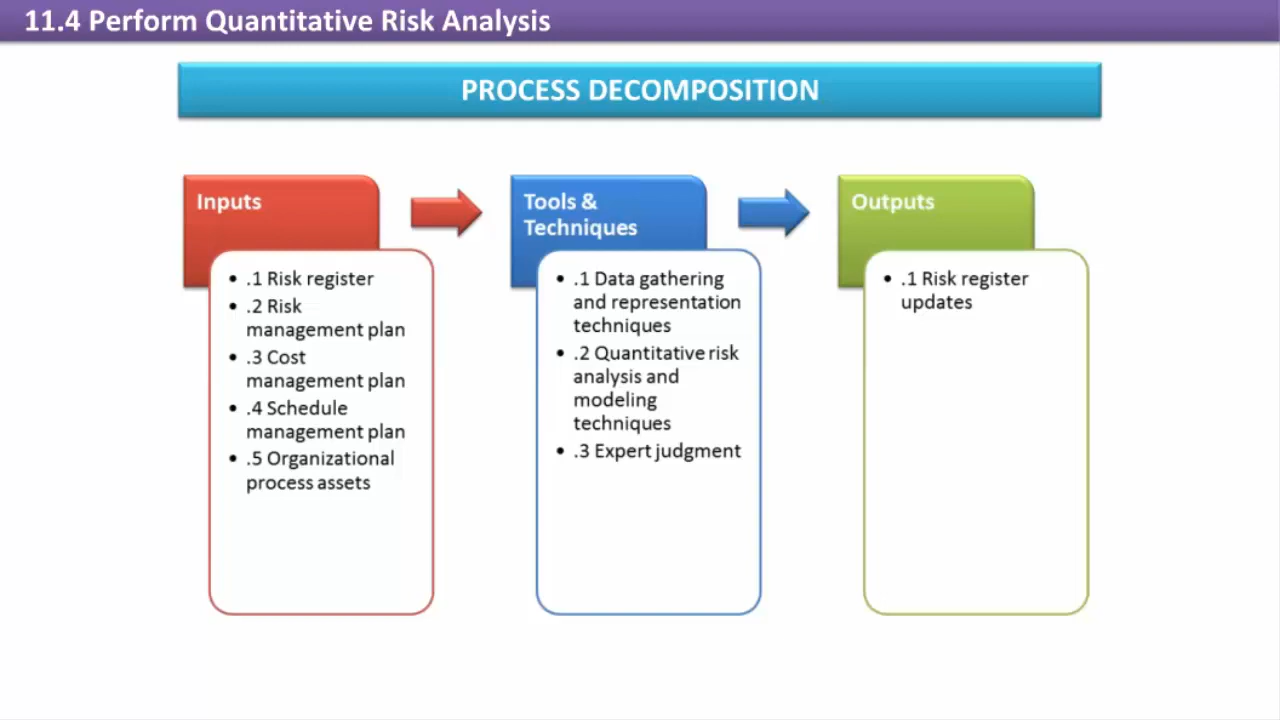 11.4 Perform Quantitative Risk Analysis
PROCESS DECOMPOSITION
Inputs
• .1 Risk register
• .2 Risk
management plan
• .3 Cost
management plan
• .4 Schedule
management plan
• .5 Organizational
process assets
Tools &
Techniques
• .1 Data gathering
and representation
techniques
• .2 Quantitative risk
analysis and
modeling
techniques
• .3 Expert judgment
Outputs
• .1 Risk register
updates